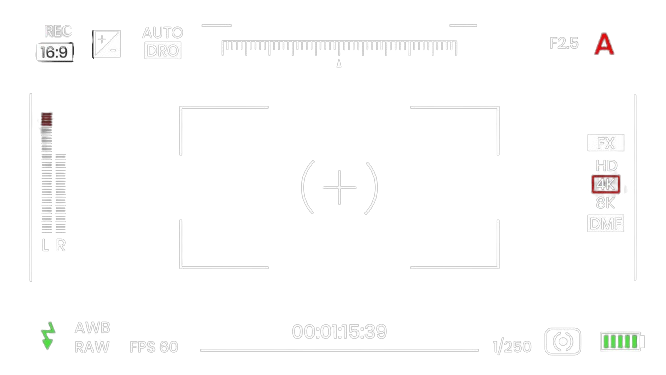 REC
16:9
AUTO
DRO
F2.5
A
FX
HD
4K
8K
DMF
L R
AWB
RAW
FPS 60
00:01:15:39
1/250